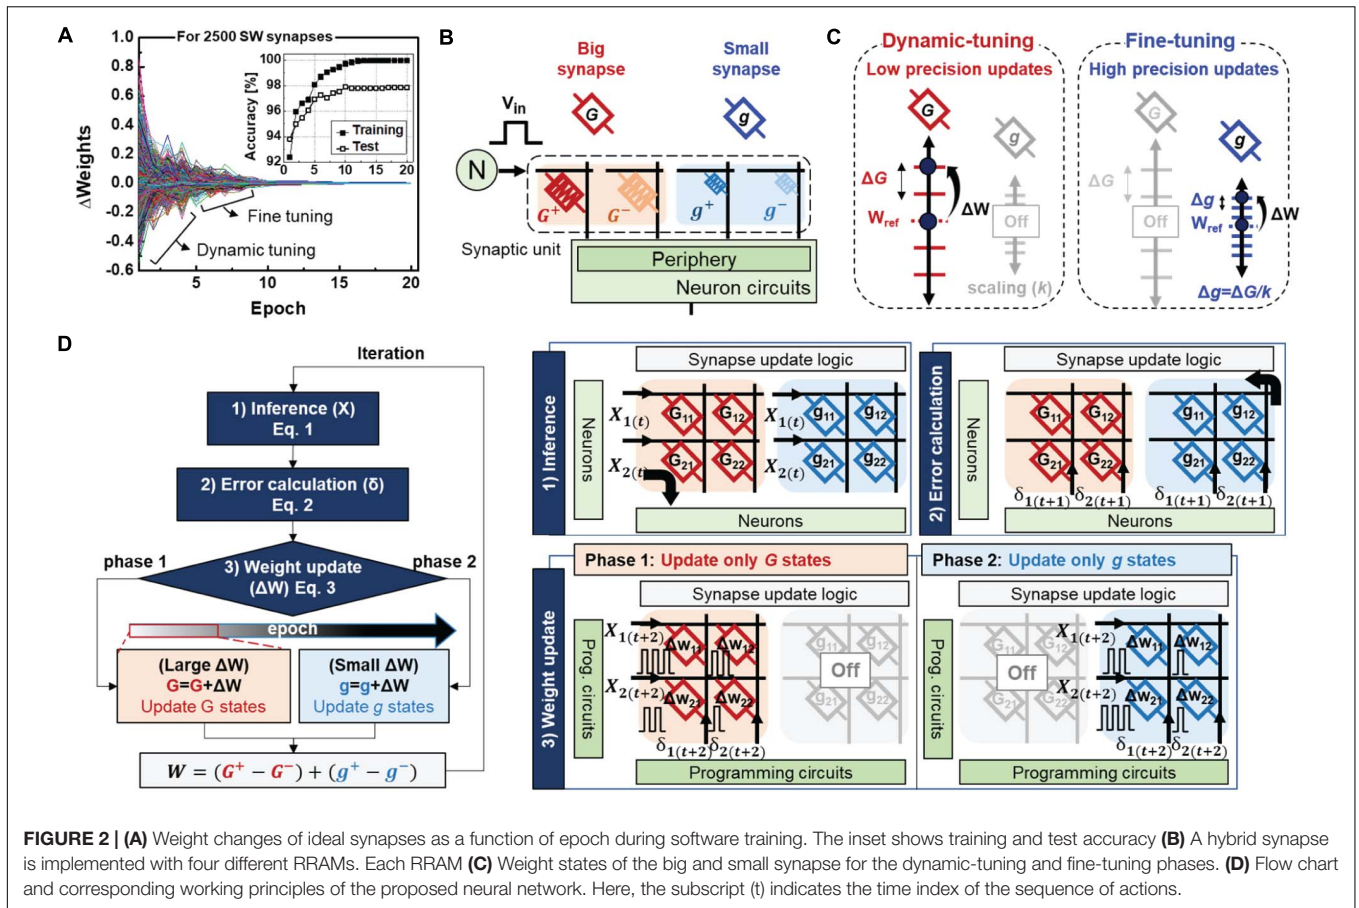 A
For 2500 SW synapses
ΔWeights
1.0
0.8
0.6
0.4
0.2
0.0
-0.2
-0.4
-0.6
5
10
15
20
Epoch
Accuracy [%]
100
98
96
94
92
0
5
10
15
20
Training
Test
Fine tuning
Dynamic tuning
B
Big synapse
Small synapse
G
g
Vin
N
G+
G−
g+
g−
Synaptic unit
Periphery
Neuron circuits
C
Dynamic-tuning
Low precision updates
G
g
ΔG
Wref
ΔW
Off
scaling (k)
Fine-tuning
High precision updates
G
g
ΔG
Off
Δg
Wref
ΔW
Δg=ΔG/k
D
Iteration
1) Inference (X)
Eq. 1
2) Error calculation (δ)
Eq. 2
phase 1
phase 2
3) Weight update
(ΔW) Eq. 3
epoch
(Large ΔW)
G=G+ΔW
Update G states
(Small ΔW)
g=g+ΔW
Update g states
W = (G+ − G−) + (g+ − g−)
1) Inference
Synapse update logic
Neurons
X1(t)
X2(t)
G11
G12
G21
G22
X1(t)
X2(t)
g11
g12
g21
g22
Neurons
2) Error calculation
Synapse update logic
Neurons
G11
G12
G21
G22
g11
g12
g21
g22
δ1(t+1)
δ2(t+1)
δ1(t+1)
δ2(t+1)
Neurons
3) Weight update
Phase 1: Update only G states
Synapse update logic
Prog. circuits
X1(t+2)
X2(t+2)
Δw11
Δw12
Δw21
Δw22
g11
g12
g21
g22
Off
δ1(t+2)
δ2(t+2)
Programming circuits
Phase 2: Update only g states
Synapse update logic
Prog. circuits
G11
G12
G21
G22
Off
X1(t+2)
X2(t+2)
Δw11
Δw12
Δw21
Δw22
δ1(t+2)
δ2(t+2)
Programming circuits
FIGURE 2 | (A) Weight changes of ideal synapses as a function of epoch during software training. The inset shows training and test accuracy (B) A hybrid synapse
is implemented with four different RRAMs. Each RRAM (C) Weight states of the big and small synapse for the dynamic-tuning and fine-tuning phases. (D) Flow chart
and corresponding working principles of the proposed neural network. Here, the subscript (t) indicates the time index of the sequence of actions.